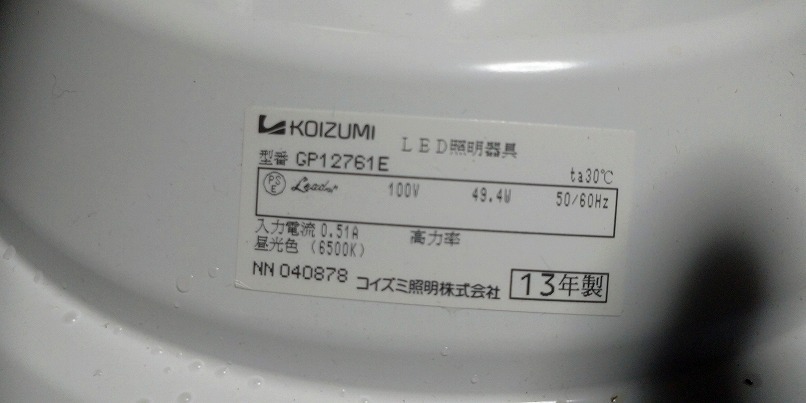 KOIZUMI LED照明器具
型番 GP12761E ta30℃
PS E Leader 100V 49.4W 50/60Hz
入力電流 0.51A 高力率
昼光色 (6500K)
NN 040878 コイズミ照明株式会社 13年製